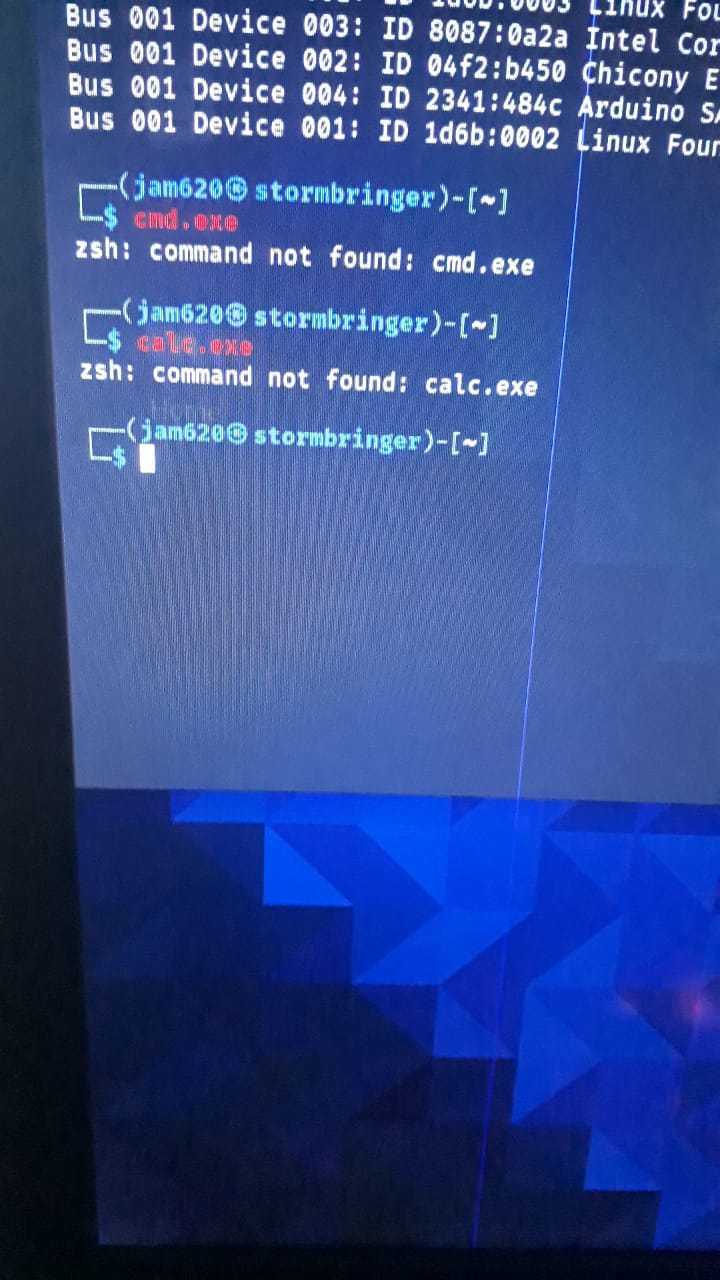 1d6b:0003 Linux Fou
Bus 001 Device 003: ID 8087:0a2a Intel Cor
Bus 001 Device 002: ID 04f2:b450 Chicony E
Bus 001 Device 004: ID 2341:484c Arduino SA
Bus 001 Device 001: ID 1d6b:0002 Linux Foun
┌──(jam620㉿stormbringer)-[~]
└─$ cmd.exe
zsh: command not found: cmd.exe
┌──(jam620㉿stormbringer)-[~]
└─$ calc.exe
zsh: command not found: calc.exe
Home
┌──(jam620㉿stormbringer)-[~]
└─$